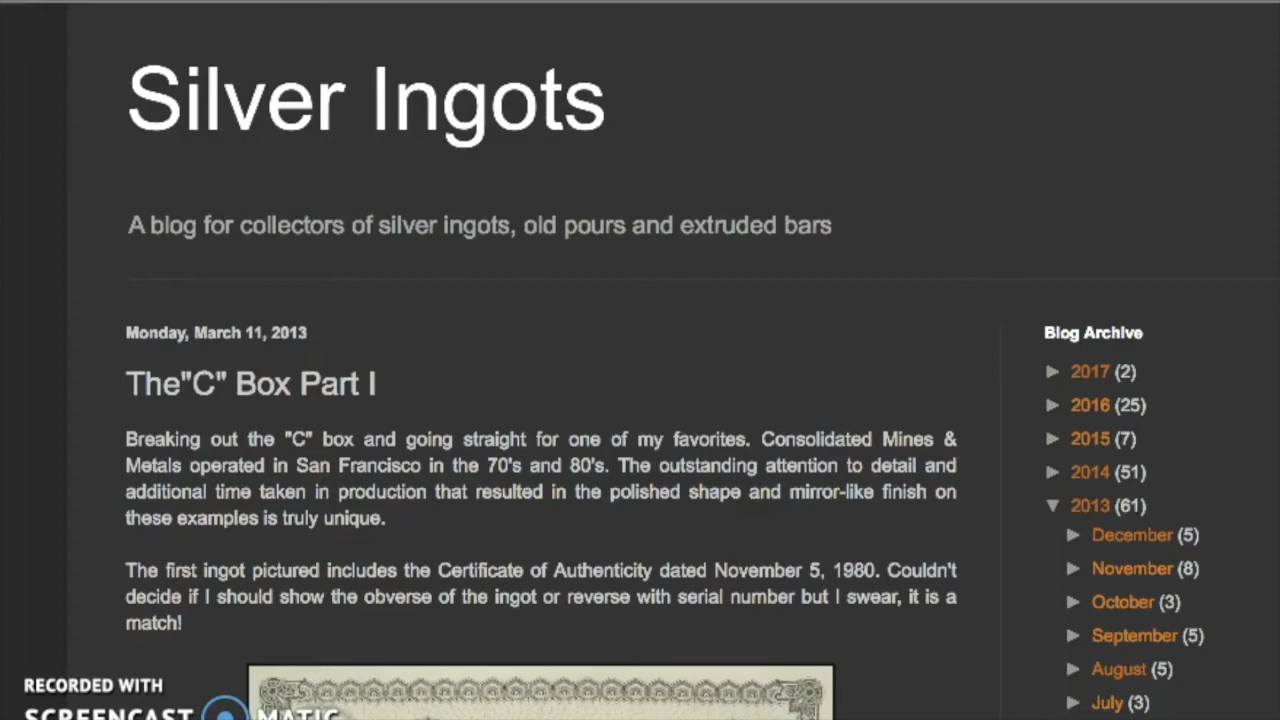 Silver Ingots
A blog for collectors of silver ingots, old pours and extruded bars
Monday, March 11, 2013
The"C" Box Part I
Breaking out the "C" box and going straight for one of my favorites. Consolidated Mines &
Metals operated in San Francisco in the 70's and 80's. The outstanding attention to detail and
additional time taken in production that resulted in the polished shape and mirror-like finish on
these examples is truly unique.
The first ingot pictured includes the Certificate of Authenticity dated November 5, 1980. Couldn't
decide if I should show the obverse of the ingot or reverse with serial number but I swear, it is a
match!
Blog Archive
► 2017 (2)
► 2016 (25)
► 2015 (7)
► 2014 (51)
▼ 2013 (61)
► December (5)
► November (8)
► October (3)
► September (5)
► August (5)
► July (3)
RECORDED WITH
SCREENCAST MATIC